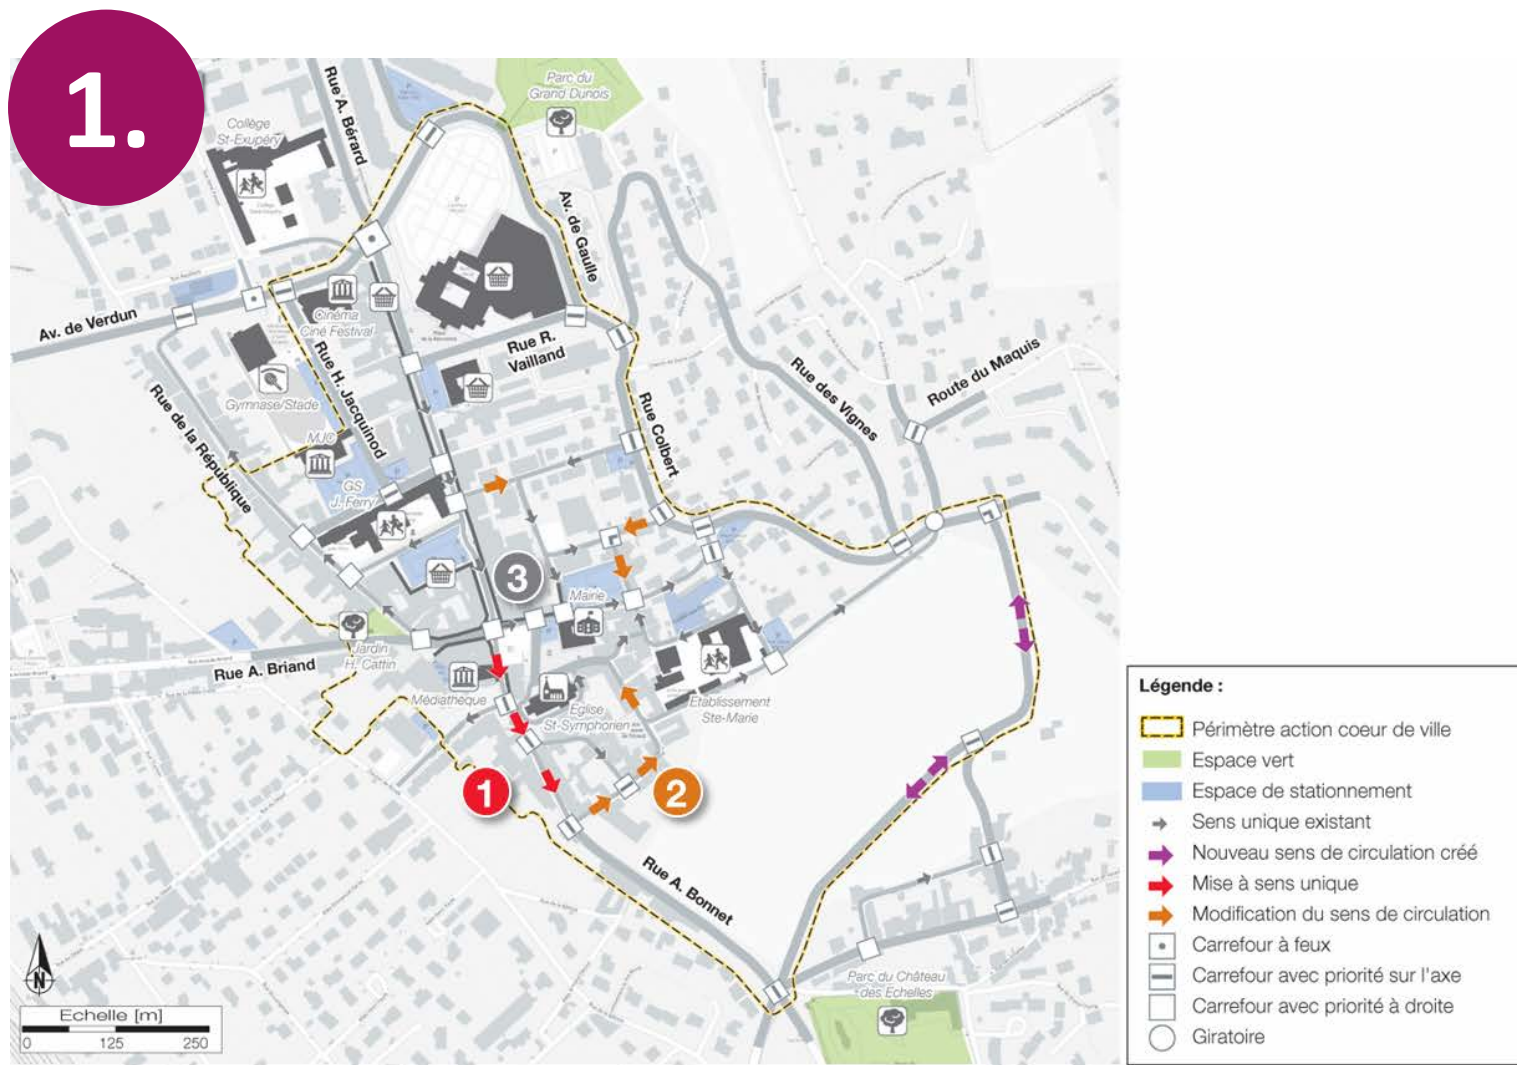 1.
Rue A. Bérard
Parc du
Grand Dunois
Collège
St-Exupéry
Av. de Gaulle
Av. de Verdun
Cinéma
Ciné Festival
Rue R.
Vailland
Rue H. Jacquinod
Gymnase/Stade
Rue de la République
MJC
GS
J. Ferry
Rue Colbert
Rue des Vignes
Route du Maquis
3
Mairie
Jardin
H. Cattin
Rue A. Briand
Médiathèque
Eglise
St-Symphorien
Etablissement
Ste-Marie
1
2
Rue A. Bonnet
Parc du Château
des Echelles
N
Echelle [m]
0 125 250
Légende :
Périmètre action coeur de ville
Espace vert
Espace de stationnement
Sens unique existant
Nouveau sens de circulation créé
Mise à sens unique
Modification du sens de circulation
Carrefour à feux
Carrefour avec priorité sur l'axe
Carrefour avec priorité à droite
Giratoire